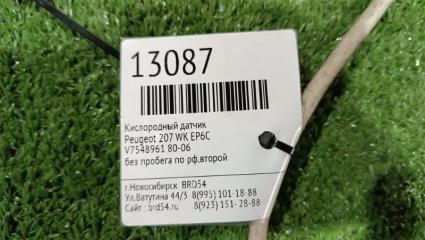 13087
Кислородный датчик
Peugeot 207 WK EP6C
V7548961 80-06
без пробега по рф,второй
г.Новосибирск BRD54
Ул.Ватутина 44/3 8(995) 101-18-88
Сайт : brd54.ru 8(923) 151-28-88